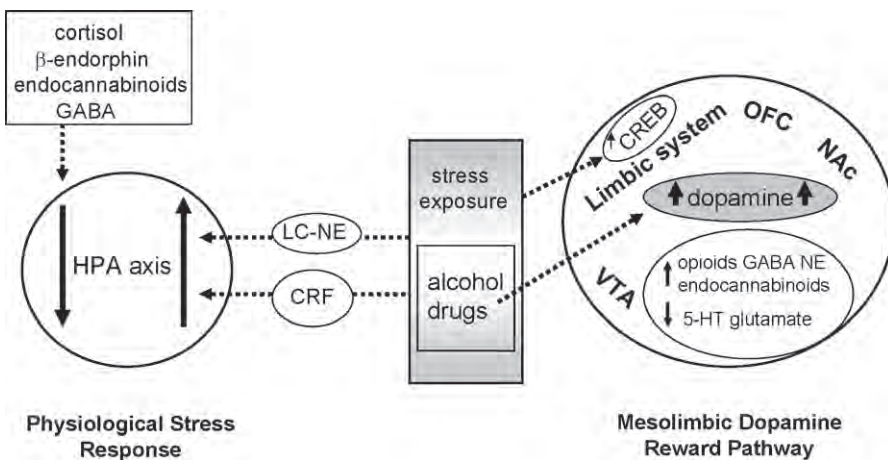 cortisol
β-endorphin
endocannabinoids
GABA
HPA axis
LC-NE
CRF
stress
exposure
alcohol
drugs
CREB
Limbic system
OFC
NAc
dopamine
VTA
opioids GABA NE
endocannabinoids
5-HT glutamate
Physiological Stress
Response
Mesolimbic Dopamine
Reward Pathway